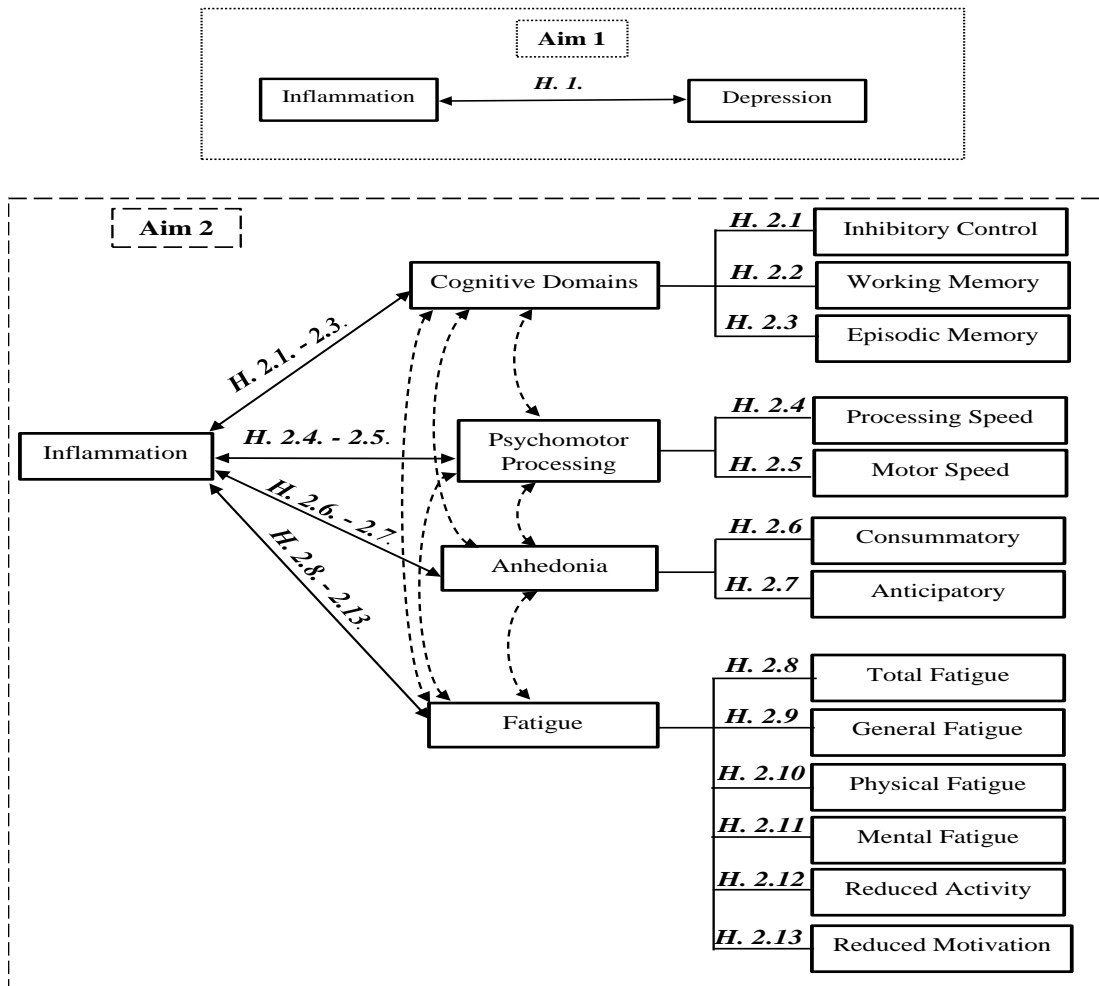 Aim 1
Inflammation
H. 1.
Depression
Aim 2
H. 2.1
Inhibitory Control
Cognitive Domains
H. 2.2
Working Memory
H. 2.3
Episodic Memory
H. 2.1. - 2.3.
H. 2.4
Processing Speed
Inflammation
H. 2.4. - 2.5.
Psychomotor
Processing
H. 2.5
Motor Speed
H. 2.6. - 2.7.
H. 2.6
Consummatory
Anhedonia
H. 2.7
Anticipatory
H. 2.8. - 2.13.
H. 2.8
Total Fatigue
Fatigue
H. 2.9
General Fatigue
H. 2.10
Physical Fatigue
H. 2.11
Mental Fatigue
H. 2.12
Reduced Activity
H. 2.13
Reduced Motivation